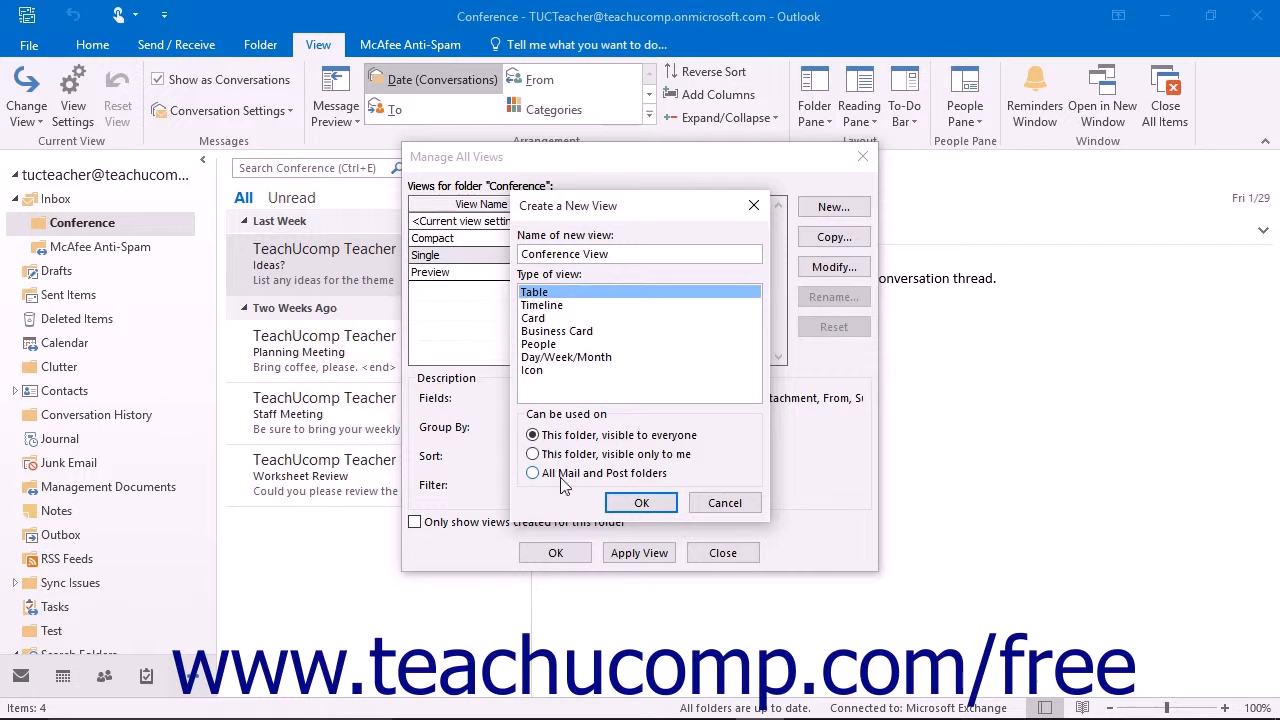 Conference - TUCTeacher@teachucomp.onmicrosoft.com - Outlook
File Home Send / Receive Folder View McAfee Anti-Spam Tell me what you want to do...
Change View View Settings Reset View
Current View
Show as Conversations
Conversation Settings
Messages
Message Preview
Date (Conversations) From
To Categories
Reverse Sort
Add Columns
Expand/Collapse
Arrangement
Folder Pane Reading Pane To-Do Bar
Layout
People Pane
People Pane
Reminders Window Open in New Window Close All Items
Window
tucteacher@teachucomp...
Inbox
Conference
McAfee Anti-Spam
Drafts
Sent Items
Deleted Items
Calendar
Clutter
Contacts
Conversation History
Journal
Junk Email
Management Documents
Notes
Outbox
RSS Feeds
Sync Issues
Tasks
Test
Search Folders
Search Conference (Ctrl+E)
All Unread
Last Week
TeachUcomp Teacher
Ideas?
List any ideas for the theme
Two Weeks Ago
TeachUcomp Teacher
Planning Meeting
Bring coffee, please. <end>
TeachUcomp Teacher
Staff Meeting
Be sure to bring your weekly
TeachUcomp Teacher
Worksheet Review
Could you please review the
Fri 1/29
onversation thread.
Manage All Views
Views for folder "Conference":
View Name
<Current view settin
Compact
Single
Preview
New...
Copy...
Modify...
Rename...
Reset
Description
Fields:
ttachment, From, Su
Group By:
Sort:
Filter:
Only show views created for this folder
OK Apply View Close
Create a New View
Name of new view:
Conference View
Type of view:
Table
Timeline
Card
Business Card
People
Day/Week/Month
Icon
Can be used on
This folder, visible to everyone
This folder, visible only to me
All Mail and Post folders
OK Cancel
www.teachucomp.com/free
Items: 4 All folders are up to date. Connected to: Microsoft Exchange 100%